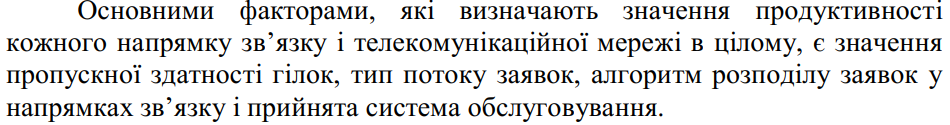 Основними факторами, які визначають значення продуктивності
кожного напрямку зв’язку і телекомунікаційної мережі в цілому, є значення
пропускної здатності гілок, тип потоку заявок, алгоритм розподілу заявок у
напрямках зв’язку і прийнята система обслуговування.